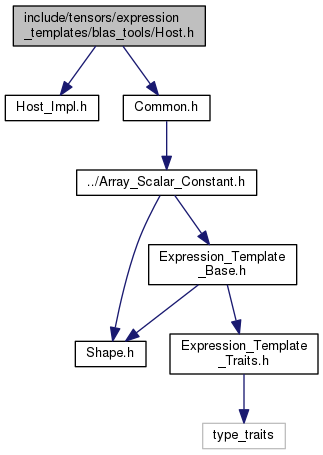 include/tensors/expression
_templates/blas_tools/Host.h
Host_Impl.h
Common.h
../Array_Scalar_Constant.h
Expression_Template
_Base.h
Shape.h
Expression_Template
_Traits.h
type_traits